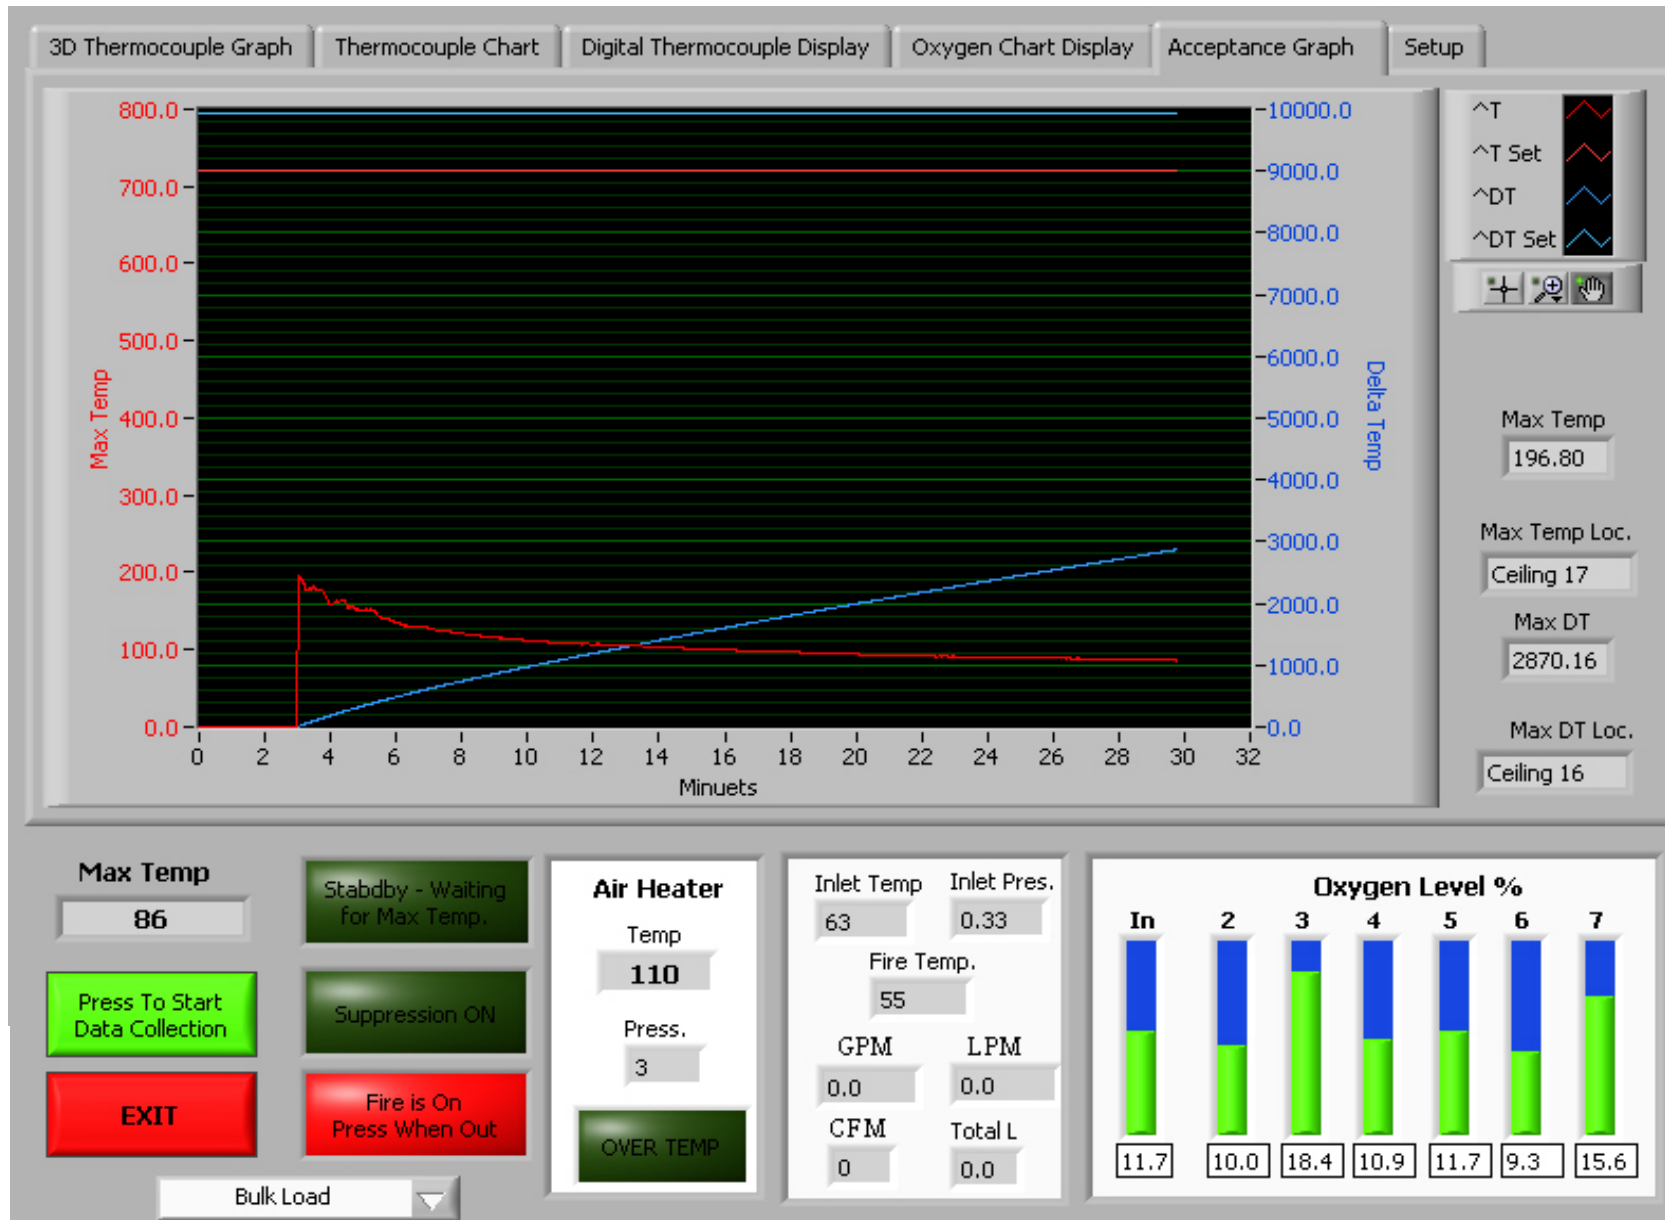 3D Thermocouple Graph
Thermocouple Chart
Digital Thermocouple Display
Oxygen Chart Display
Acceptance Graph
Setup
800.0
700.0
600.0
500.0
400.0
300.0
200.0
100.0
0.0
Max Temp
10000.0
9000.0
8000.0
7000.0
6000.0
5000.0
4000.0
3000.0
2000.0
1000.0
0.0
Delta Temp
0 2 4 6 8 10 12 14 16 18 20 22 24 26 28 30 32
Minuets
^T
^T Set
^DT
^DT Set
Max Temp
196.80
Max Temp Loc.
Ceiling 17
Max DT
2870.16
Max DT Loc.
Ceiling 16
Max Temp
86
Press To Start
Data Collection
EXIT
Bulk Load
Stabdby - Waiting
for Max Temp.
Suppression ON
Fire is On
Press When Out
Air Heater
Temp
110
Press.
3
OVER TEMP
Inlet Temp Inlet Pres.
63 0.33
Fire Temp.
55
GPM LPM
0.0 0.0
CFM Total L
0 0.0
Oxygen Level %
In 2 3 4 5 6 7
11.7 10.0 18.4 10.9 11.7 9.3 15.6